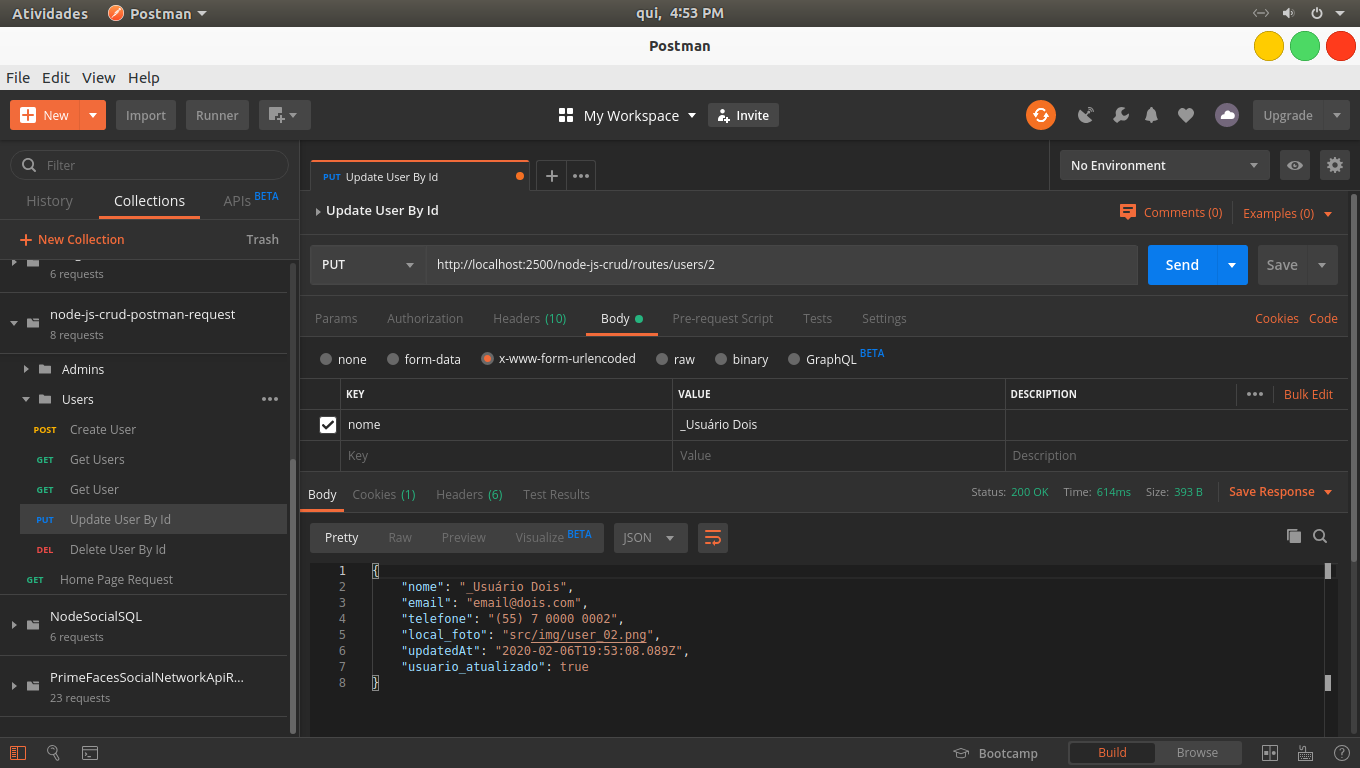 Atividades Postman qui, 4:53 PM
Postman
File Edit View Help
New Import Runner My Workspace Invite Upgrade
Filter
History Collections APIs BETA
New Collection Trash
6 requests
node-js-crud-postman-request
8 requests
Admins
Users
POST Create User
GET Get Users
GET Get User
PUT Update User By Id
DEL Delete User By Id
GET Home Page Request
NodeSocialSQL
6 requests
PrimeFacesSocialNetworkApiR...
23 requests
PUT Update User By Id
No Environment
Update User By Id Comments (0) Examples (0)
PUT http://localhost:2500/node-js-crud/routes/users/2 Send Save
Params Authorization Headers (10) Body Pre-request Script Tests Settings Cookies Code
none form-data x-www-form-urlencoded raw binary GraphQL BETA
KEY VALUE DESCRIPTION Bulk Edit
nome _Usuário Dois
Key Value Description
Body Cookies (1) Headers (6) Test Results Status: 200 OK Time: 614ms Size: 393 B Save Response
Pretty Raw Preview Visualize BETA JSON
1 {
2 "nome": "_Usuário Dois",
3 "email": "email@dois.com",
4 "telefone": "(55) 7 0000 0002",
5 "local_foto": "src/img/user_02.png",
6 "updatedAt": "2020-02-06T19:53:08.089Z",
7 "usuario_atualizado": true
8 }
Bootcamp Build Browse